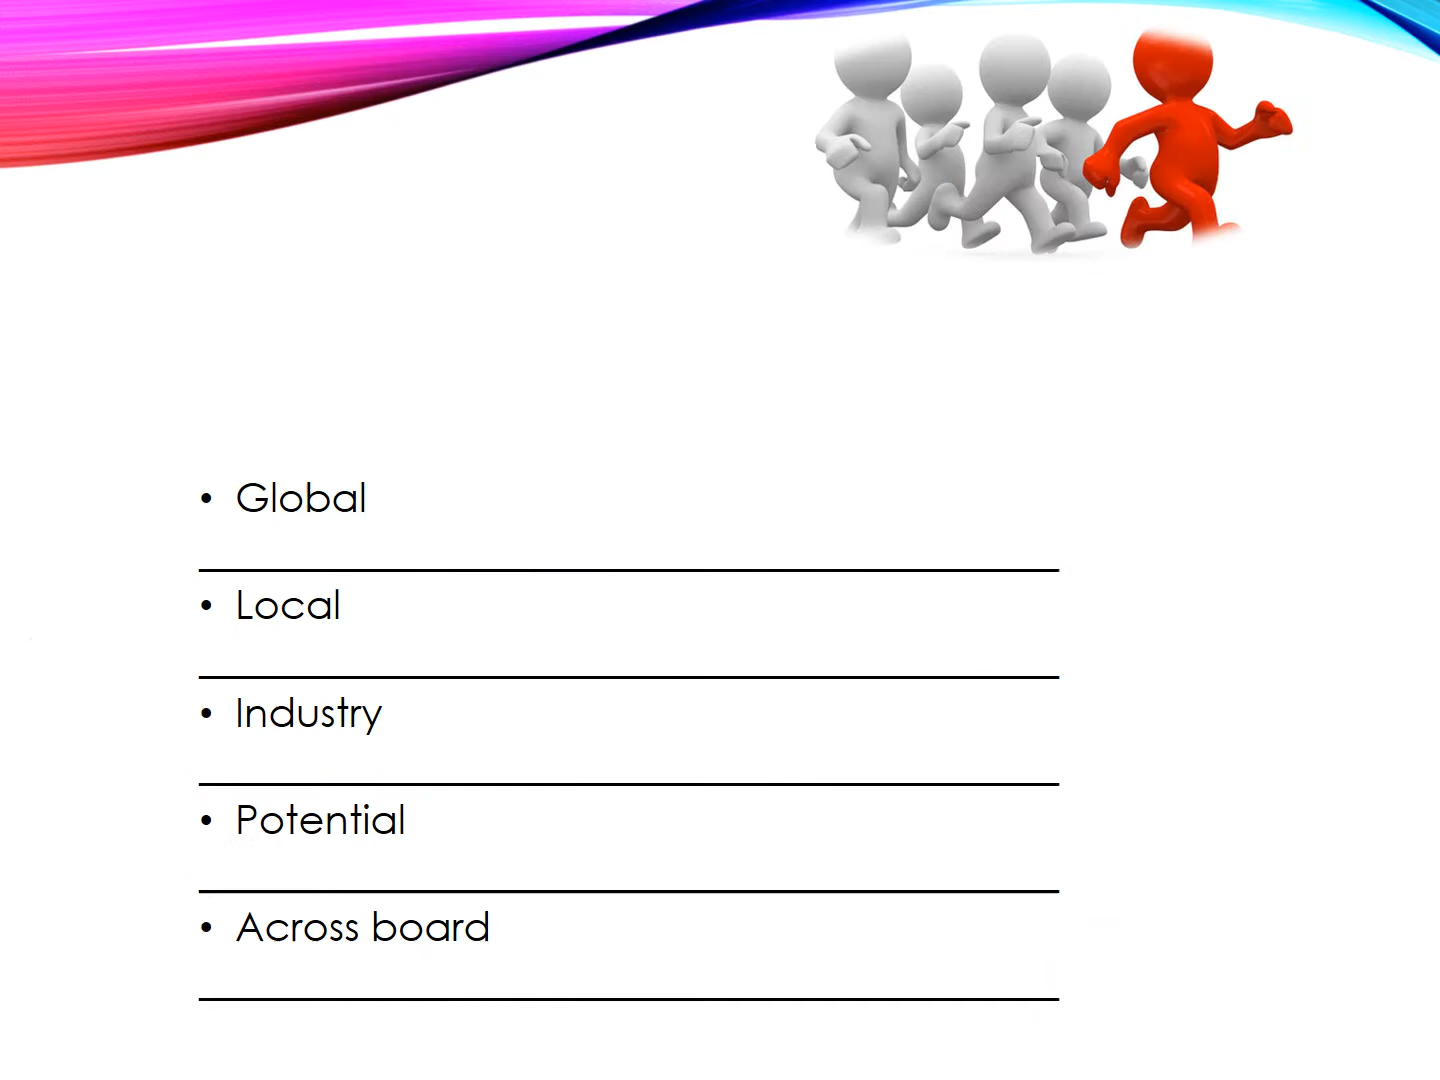 • Global
• Local
• Industry
• Potential
• Across board